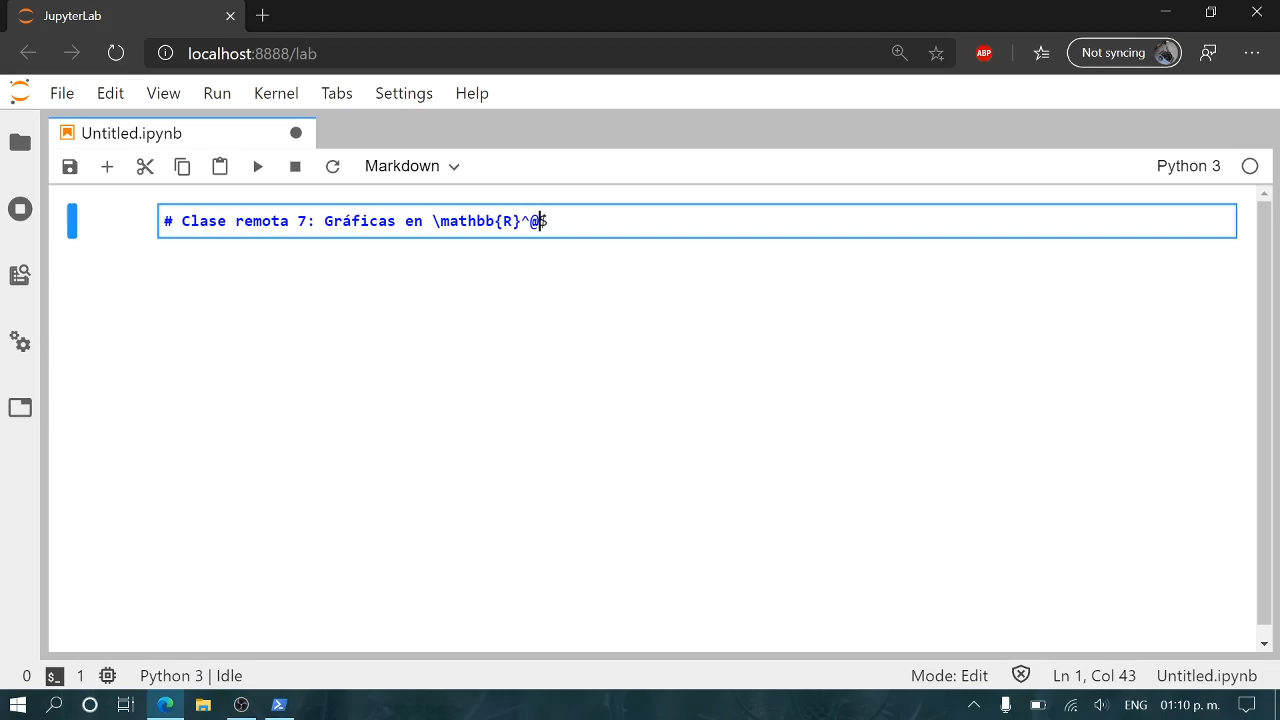 JupyterLab
localhost:8888/lab
ABP
Not syncing
File Edit View Run Kernel Tabs Settings Help
Untitled.ipynb
Markdown
Python 3
# Clase remota 7: Gráficas en \mathbb{R}^@$
0 $_ 1 Python 3 | Idle
Mode: Edit Ln 1, Col 43 Untitled.ipynb
ENG 01:10 p. m.